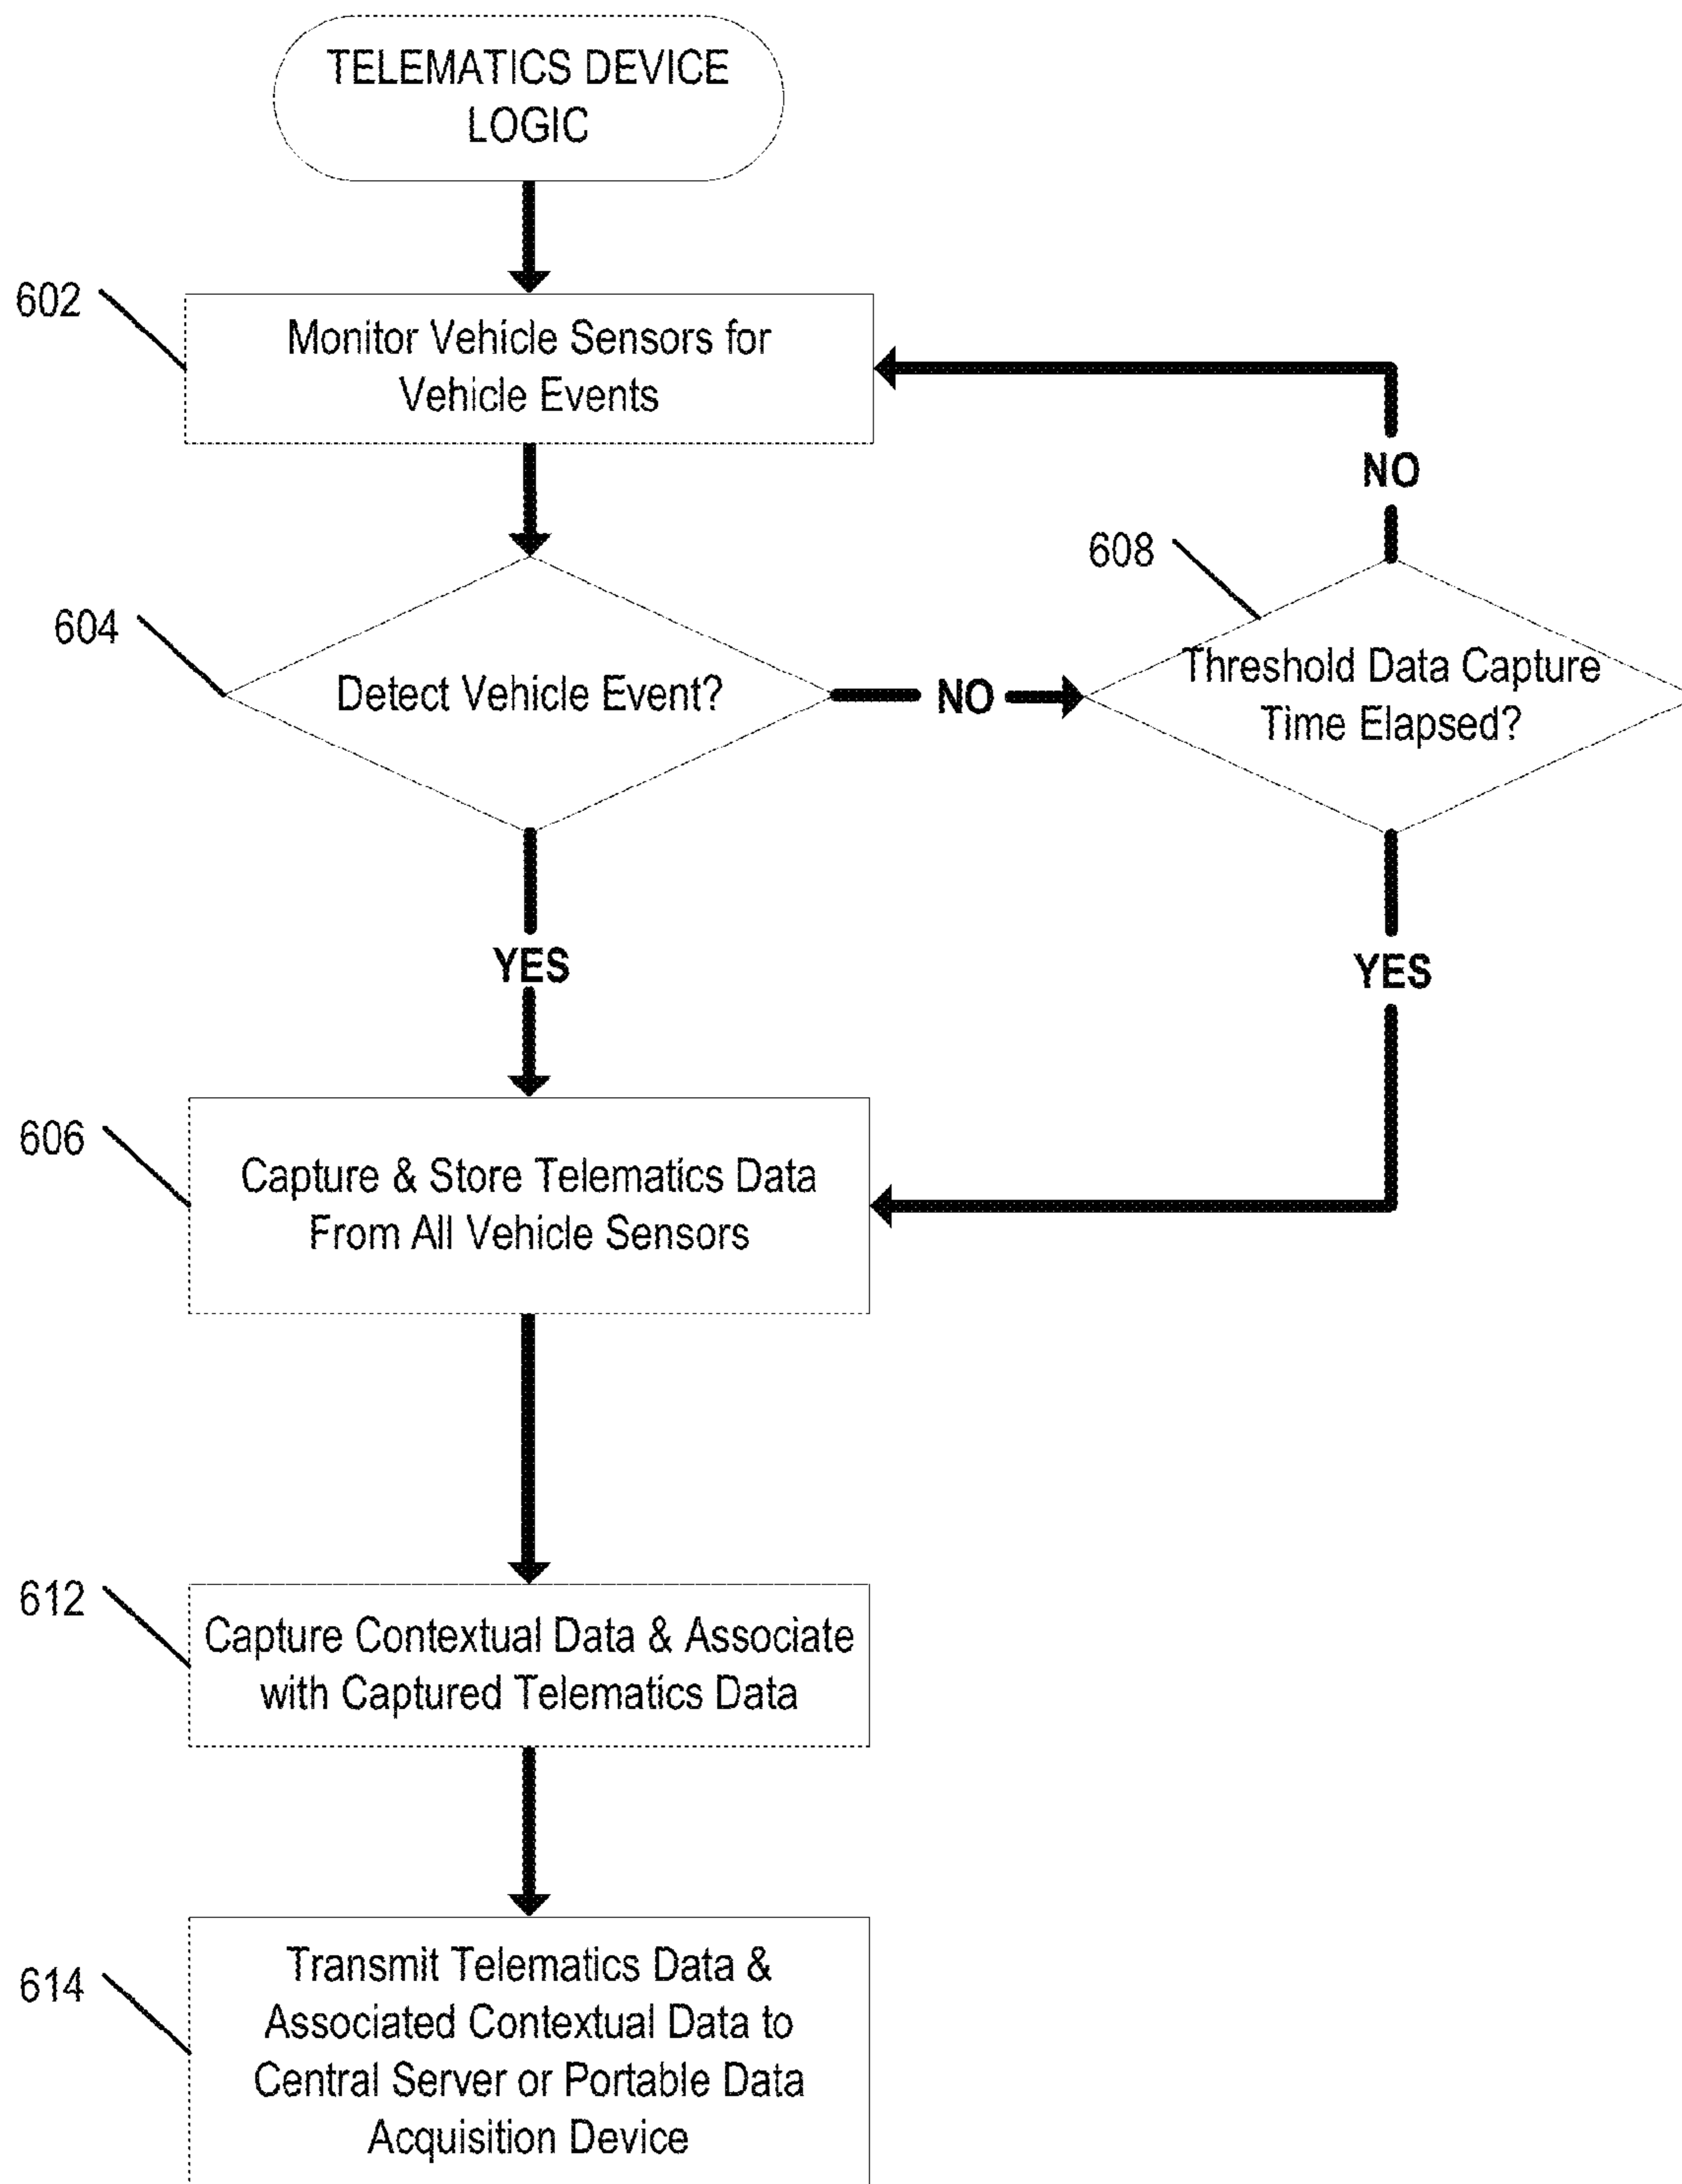 TELEMATICS DEVICE
LOGIC
602
Monitor Vehicle Sensors for
Vehicle Events
NO
608
604
Detect Vehicle Event?
NO
Threshold Data Capture
Time Elapsed?
YES
YES
606
Capture & Store Telematics Data
From All Vehicle Sensors
612
Capture Contextual Data & Associate
with Captured Telematics Data
614
Transmit Telematics Data &
Associated Contextual Data to
Central Server or Portable Data
Acquisition Device